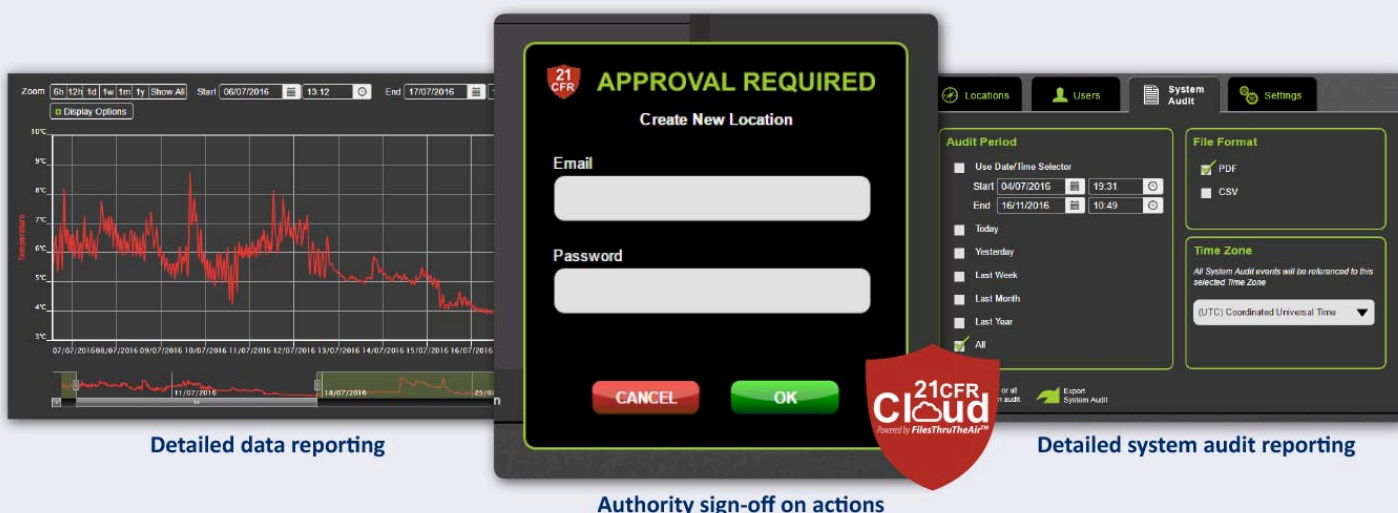 Zoom 6h 12h 1d 1w 1m 1y Show All Start 06/07/2016 13:12 End 17/07/2016
Display Options
10°C
9°C
8°C
7°C
6°C
5°C
4°C
3°C
Temperature
07/07/2016 08/07/2016 09/07/2016 10/07/2016 11/07/2016 12/07/2016 13/07/2016 14/07/2016 15/07/2016 16/07/2016
11/07/2016 18/07/2016 25/0
Detailed data reporting
21
CFR
APPROVAL REQUIRED
Create New Location
Email
Password
CANCEL OK
Authority sign-off on actions
Locations Users System Audit Settings
Audit Period
Use Date/Time Selector
Start 04/07/2016 19:31
End 16/11/2016 10:49
Today
Yesterday
Last Week
Last Month
Last Year
All
File Format
PDF
CSV
Time Zone
All System Audit events will be referenced to this
selected Time Zone
(UTC) Coordinated Universal Time
or all
audit
Export
System Audit
21CFR
Cloud
Powered by FilesThruTheAir™
Detailed system audit reporting